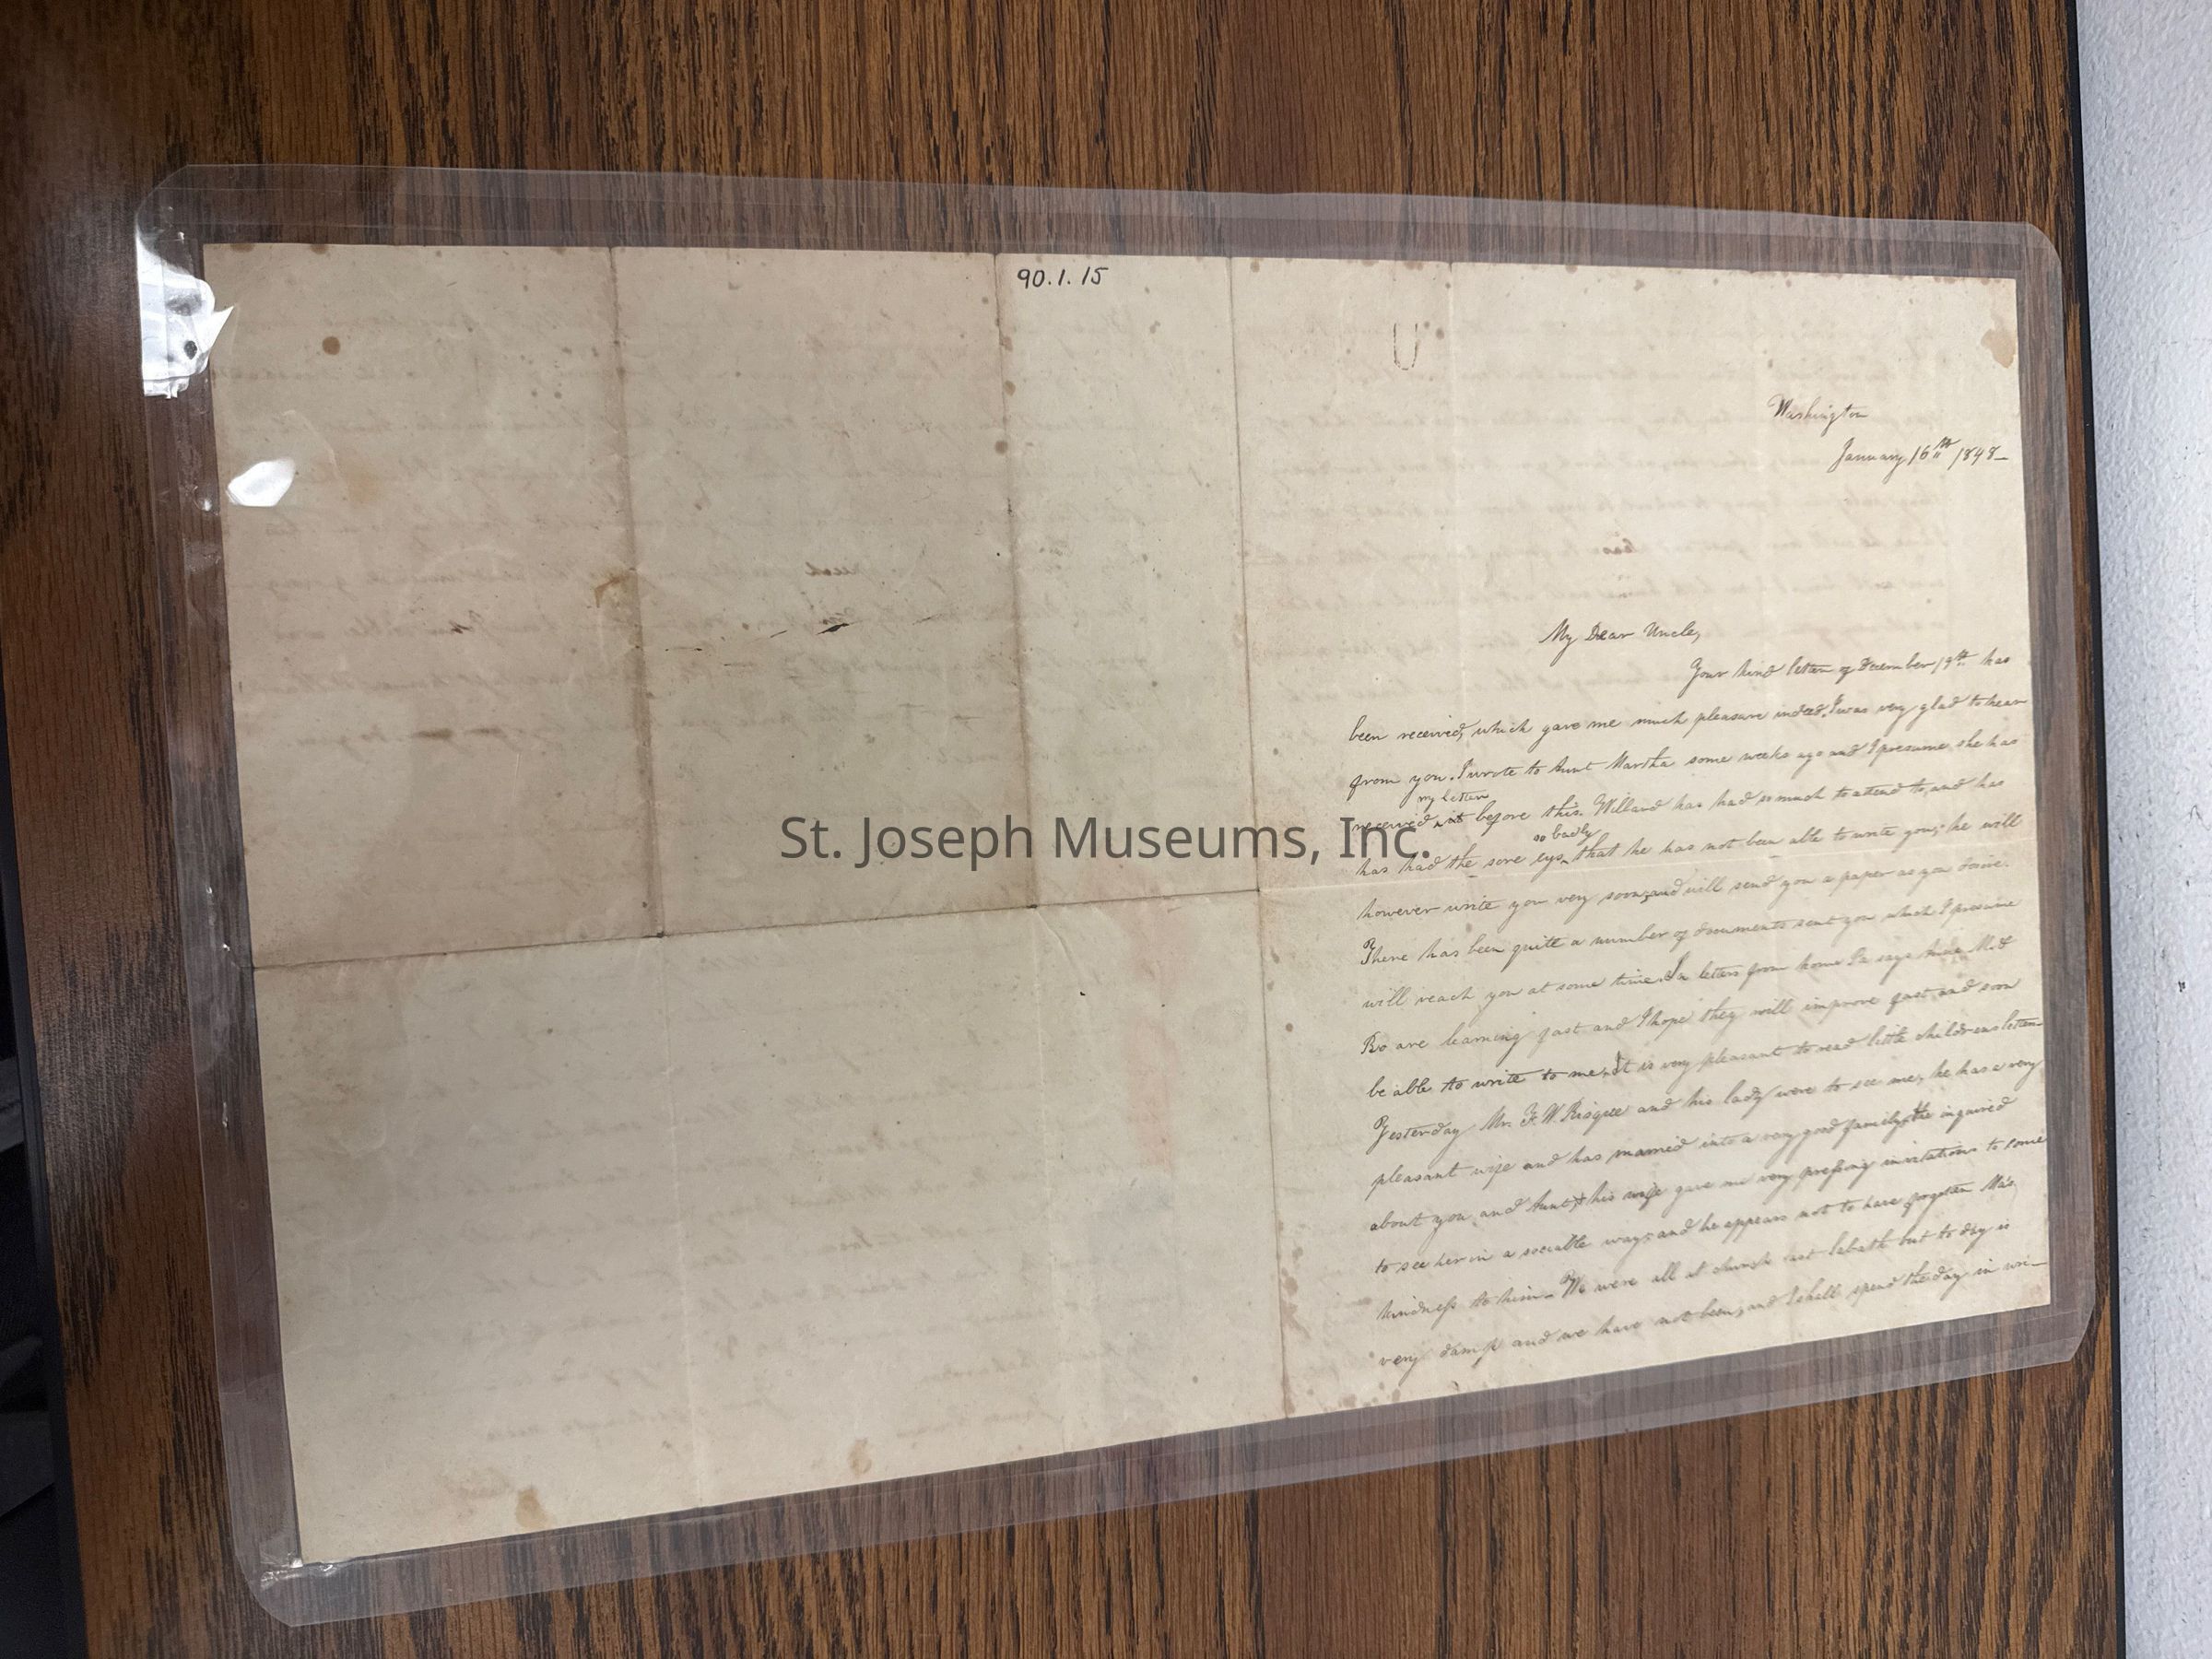 90.1.15
Washington
January 16th 1848
My Dear Uncle,
Your kind letter of December 19th has
been received, which gave me much pleasure indeed. I was very glad to hear
from you. I wrote to Aunt Martha some weeks ago and I presume she has
my letter
received it before this. Willard has had so much to attend to, and has
so badly
has had the sore eyes that he has not been able to write you; he will
however write you very soon, and will send you a paper as you desire.
There has been quite a number of documents sent you which I presume
will reach you at some time. In letters from home Pa says Anna M. &
Bo are learning fast and I hope they will improve fast and soon
be able to write to me. It is very pleasant to read little childrens letters
Yesterday Mr. F. W. Risque and his lady were to see me, he has a very
pleasant wife and has married into a very good family. He inquired
about you and Aunt, & his wife gave me very pressing invitations to come
to see her in a sociable way; and he appears not to have forgotten Ma's
kindness to him. We were all at church last Sabath but to day is
very damp and we have not been, and I shall spend the day in wri-
St. Joseph Museums, Inc.